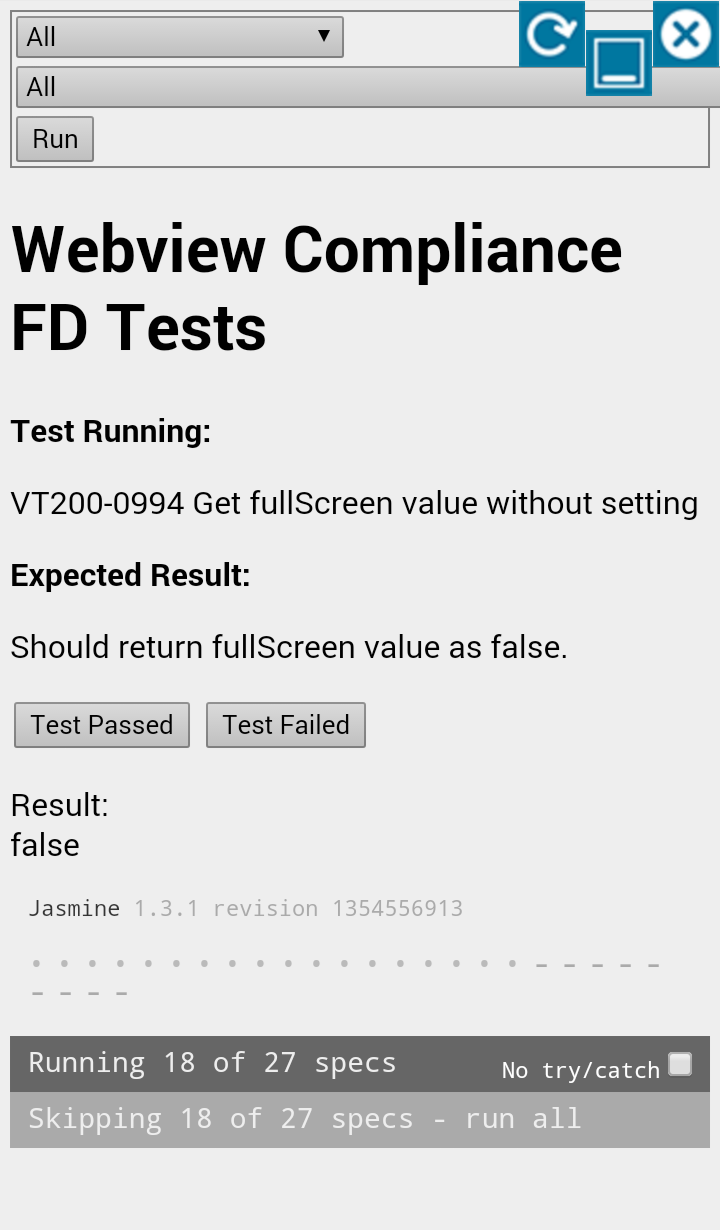 All
All
Run
Webview Compliance
FD Tests
Test Running:
VT200-0994 Get fullScreen value without setting
Expected Result:
Should return fullScreen value as false.
Test Passed Test Failed
Result:
false
Jasmine 1.3.1 revision 1354556913
Running 18 of 27 specs No try/catch
Skipping 18 of 27 specs - run all